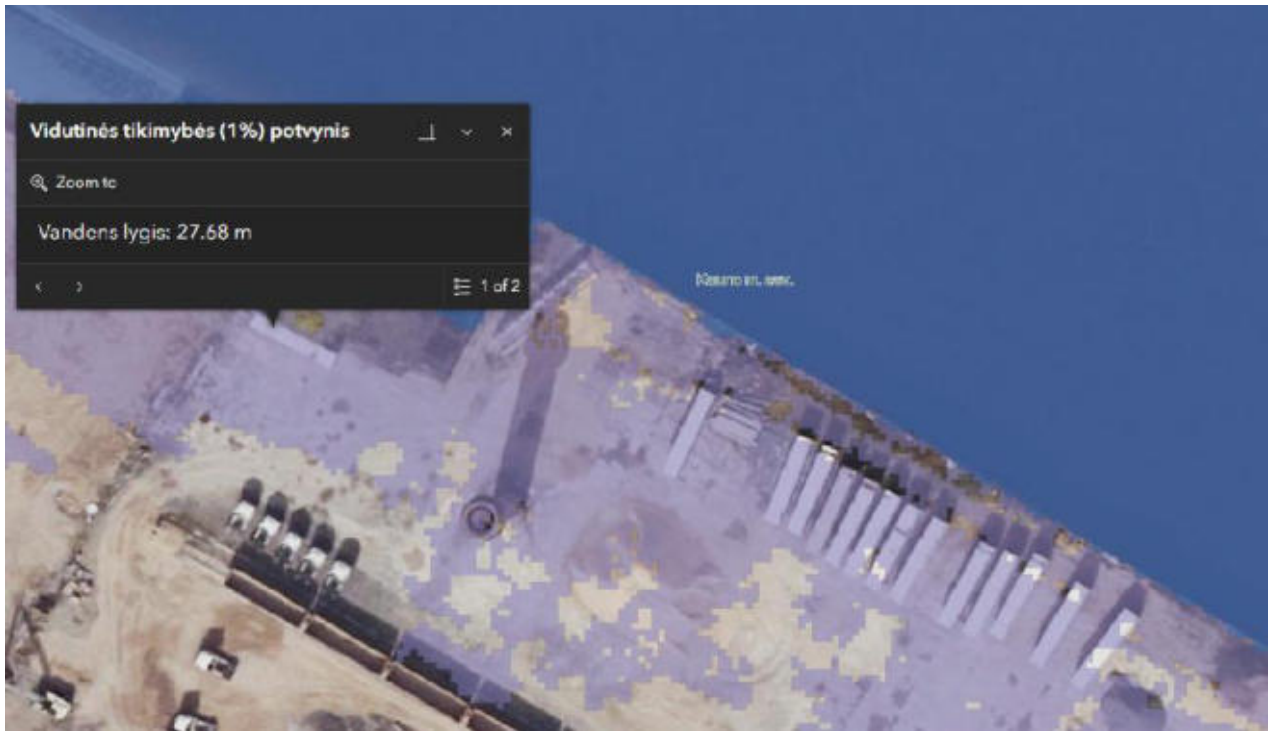 Vidutinės tikimybės (1%) potvynis
Zoom to
Vandens lygis: 27.68 m
1 of 2